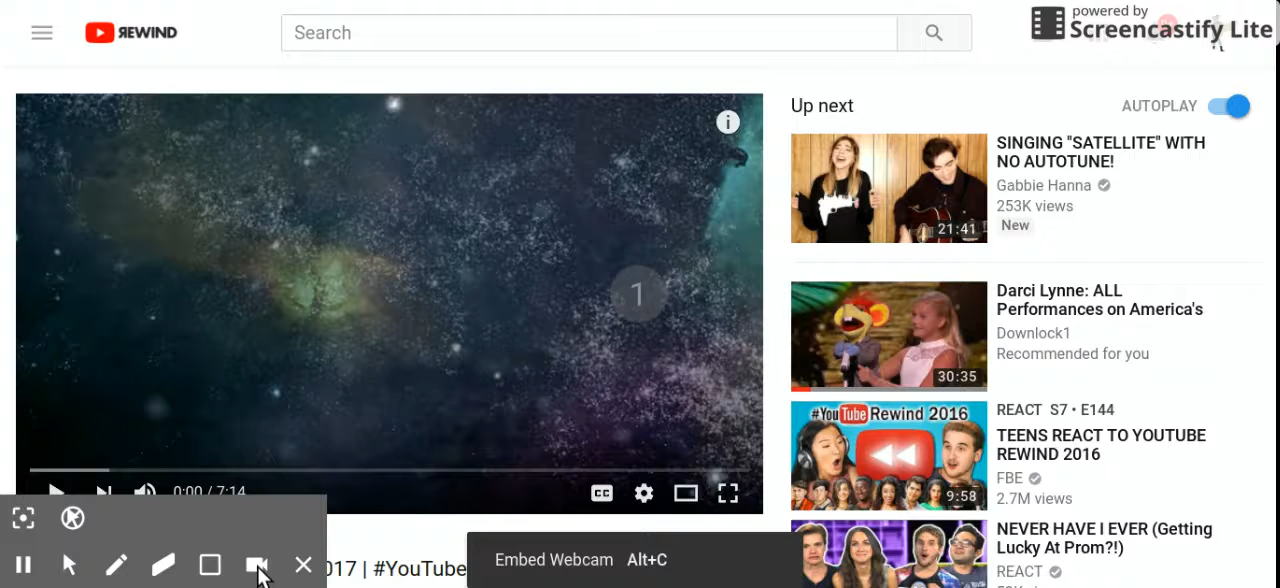 REWIND
Search
powered by
Screencastify Lite
Up next
AUTOPLAY
SINGING "SATELLITE" WITH
NO AUTOTUNE!
Gabbie Hanna
253K views
New
21:41
1
Darci Lynne: ALL
Performances on America's
Downlock1
Recommended for you
30:35
#YouTube Rewind 2016
9:58
REACT S7 • E144
TEENS REACT TO YOUTUBE
REWIND 2016
FBE
2.7M views
0:00 / 7:14
CC
NEVER HAVE I EVER (Getting
Lucky At Prom?!)
REACT
017 | #YouTube
Embed Webcam Alt+C